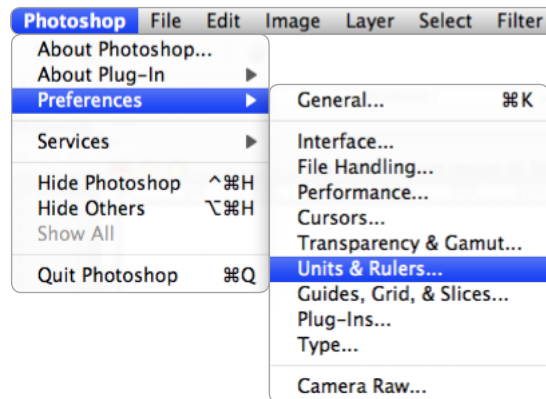 Photoshop File Edit Image Layer Select Filter
About Photoshop...
About Plug-In
Preferences
Services
Hide Photoshop ^⌘H
Hide Others ⌥⌘H
Show All
Quit Photoshop ⌘Q
General... ⌘K
Interface...
File Handling...
Performance...
Cursors...
Transparency & Gamut...
Units & Rulers...
Guides, Grid, & Slices...
Plug-Ins...
Type...
Camera Raw...